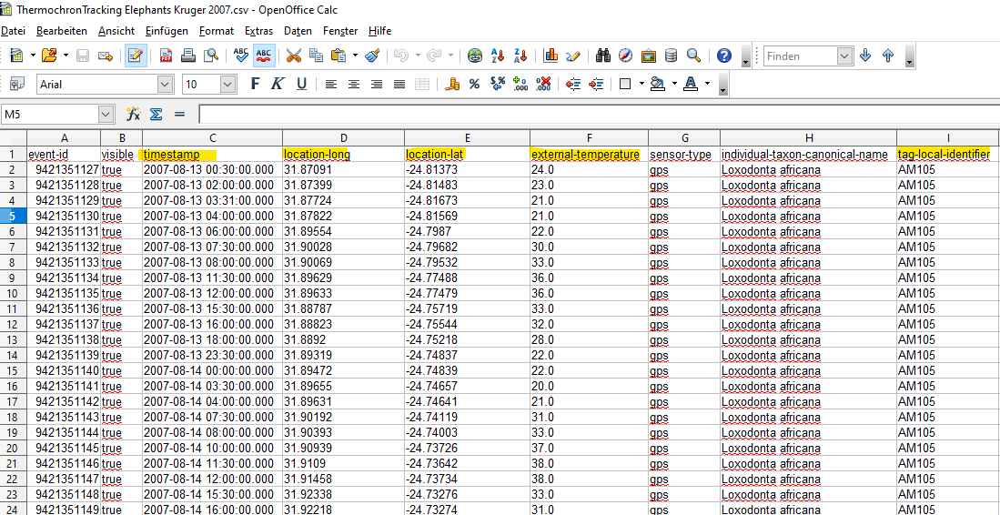 ThermochronTracking Elephants Kruger 2007.csv - OpenOffice Calc
Datei Bearbeiten Ansicht Einfügen Format Extras Daten Fenster Hilfe
Finden
Arial 10 F K U
M5
A B C D E F G H I
1 event-id visible timestamp location-long location-lat external-temperature sensor-type individual-taxon-canonical-name tag-local-identifier
2 9421351127 true 2007-08-13 00:30:00.000 31.87091 -24.81373 24.0 gps Loxodonta africana AM105
3 9421351128 true 2007-08-13 02:00:00.000 31.87399 -24.81483 23.0 gps Loxodonta africana AM105
4 9421351129 true 2007-08-13 03:31:00.000 31.87724 -24.81673 21.0 gps Loxodonta africana AM105
5 9421351130 true 2007-08-13 04:00:00.000 31.87822 -24.81569 21.0 gps Loxodonta africana AM105
6 9421351131 true 2007-08-13 06:00:00.000 31.89554 -24.7987 22.0 gps Loxodonta africana AM105
7 9421351132 true 2007-08-13 07:30:00.000 31.90028 -24.79682 30.0 gps Loxodonta africana AM105
8 9421351133 true 2007-08-13 08:00:00.000 31.90069 -24.79532 33.0 gps Loxodonta africana AM105
9 9421351134 true 2007-08-13 11:30:00.000 31.89629 -24.77488 36.0 gps Loxodonta africana AM105
10 9421351135 true 2007-08-13 12:00:00.000 31.89633 -24.77479 36.0 gps Loxodonta africana AM105
11 9421351136 true 2007-08-13 15:30:00.000 31.88787 -24.75719 33.0 gps Loxodonta africana AM105
12 9421351137 true 2007-08-13 16:00:00.000 31.88823 -24.75544 32.0 gps Loxodonta africana AM105
13 9421351138 true 2007-08-13 18:00:00.000 31.8892 -24.75218 28.0 gps Loxodonta africana AM105
14 9421351139 true 2007-08-13 23:30:00.000 31.89319 -24.74837 22.0 gps Loxodonta africana AM105
15 9421351140 true 2007-08-14 00:00:00.000 31.89472 -24.74839 22.0 gps Loxodonta africana AM105
16 9421351141 true 2007-08-14 03:30:00.000 31.89655 -24.74657 20.0 gps Loxodonta africana AM105
17 9421351142 true 2007-08-14 04:00:00.000 31.89631 -24.74641 21.0 gps Loxodonta africana AM105
18 9421351143 true 2007-08-14 07:30:00.000 31.90192 -24.74119 31.0 gps Loxodonta africana AM105
19 9421351144 true 2007-08-14 08:00:00.000 31.90393 -24.74003 33.0 gps Loxodonta africana AM105
20 9421351145 true 2007-08-14 10:00:00.000 31.90939 -24.73726 37.0 gps Loxodonta africana AM105
21 9421351146 true 2007-08-14 11:30:00.000 31.9109 -24.73642 38.0 gps Loxodonta africana AM105
22 9421351147 true 2007-08-14 12:00:00.000 31.91458 -24.73734 38.0 gps Loxodonta africana AM105
23 9421351148 true 2007-08-14 15:30:00.000 31.92338 -24.73276 33.0 gps Loxodonta africana AM105
24 9421351149 true 2007-08-14 16:00:00.000 31.92218 -24.73274 31.0 gps Loxodonta africana AM105